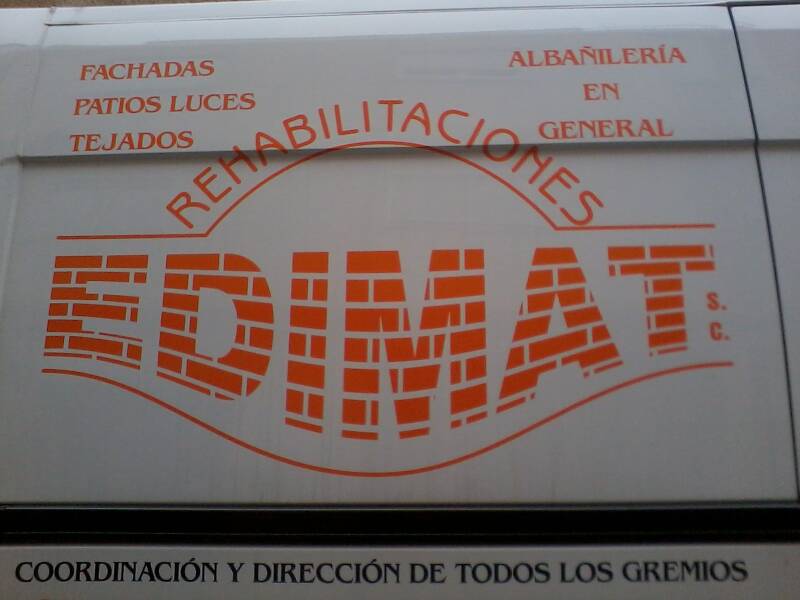 FACHADAS
PATIOS LUCES
TEJADOS
ALBAÑILERÍA
EN
GENERAL
REHABILITACIONES
EDIMAT S.C.
COORDINACIÓN Y DIRECCIÓN DE TODOS LOS GREMIOS